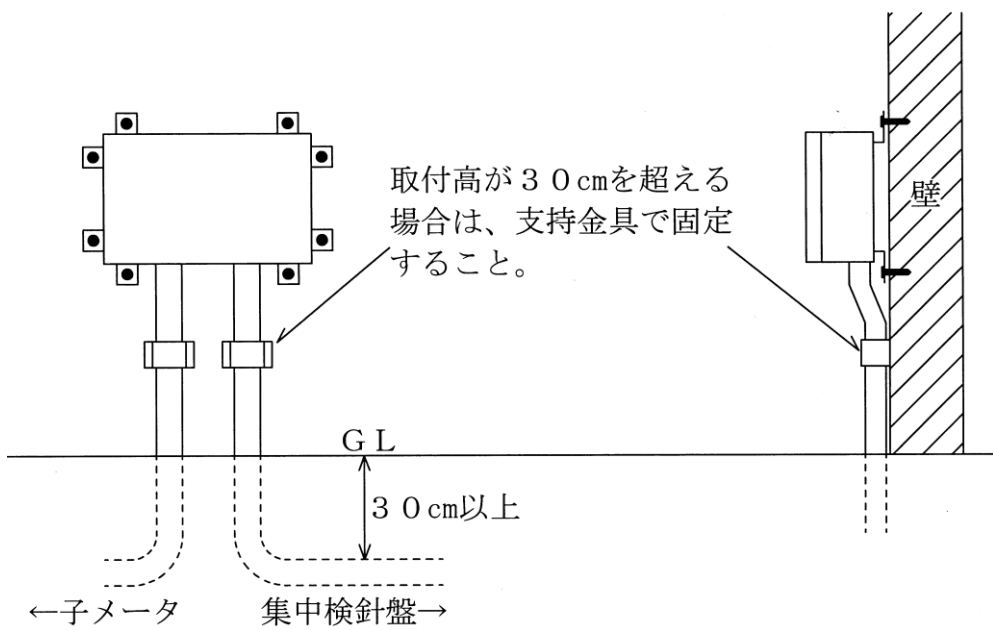 取付高が３０cmを超える
場合は、支持金具で固定
すること。
壁
ＧＬ
３０cm以上
←子メータ
集中検針盤→